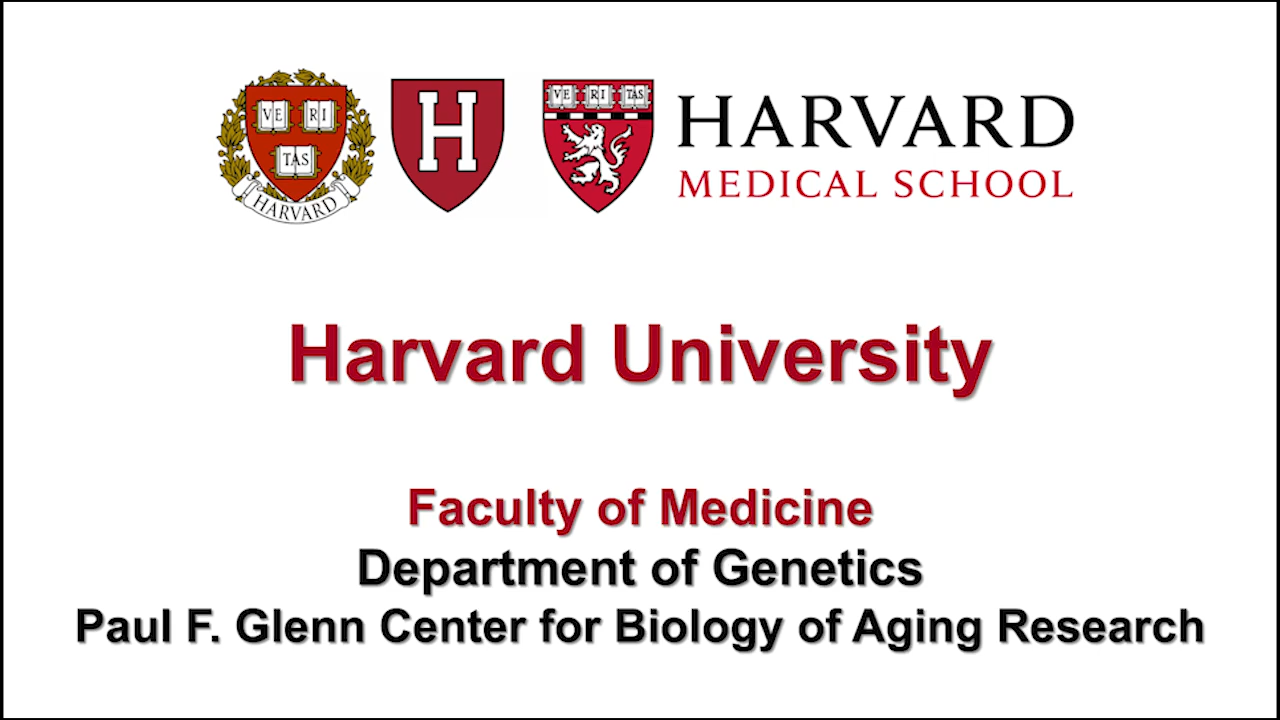 VE RI
TAS
HARVARD
H
VE RI TAS
HARVARD
MEDICAL SCHOOL
Harvard University
Faculty of Medicine
Department of Genetics
Paul F. Glenn Center for Biology of Aging Research